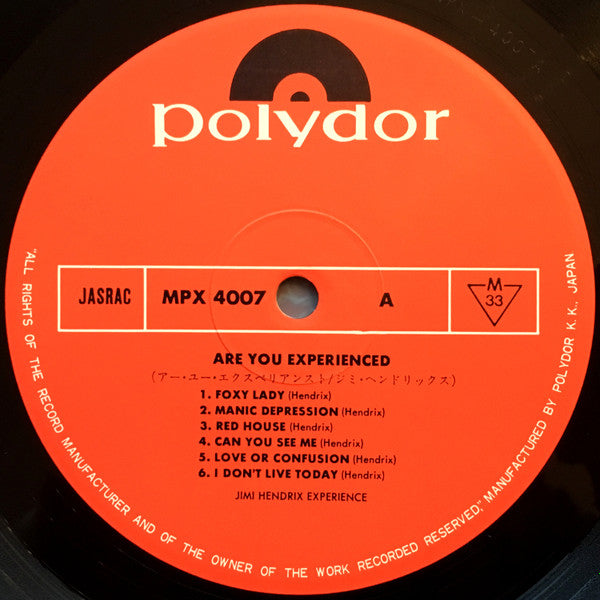 polydor
JASRAC
MPX 4007
A
M
33
ARE YOU EXPERIENCED
(アー・ユー・エクスペリアンスト/ジミ・ヘンドリックス)
1. FOXY LADY (Hendrix)
2. MANIC DEPRESSION (Hendrix)
3. RED HOUSE (Hendrix)
4. CAN YOU SEE ME (Hendrix)
5. LOVE OR CONFUSION (Hendrix)
6. I DON'T LIVE TODAY (Hendrix)
JIMI HENDRIX EXPERIENCE
"ALL RIGHTS OF THE RECORD MANUFACTURER AND OF THE OWNER OF THE WORK RECORDED RESERVED," MANUFACTURED BY POLYDOR K.K., JAPAN